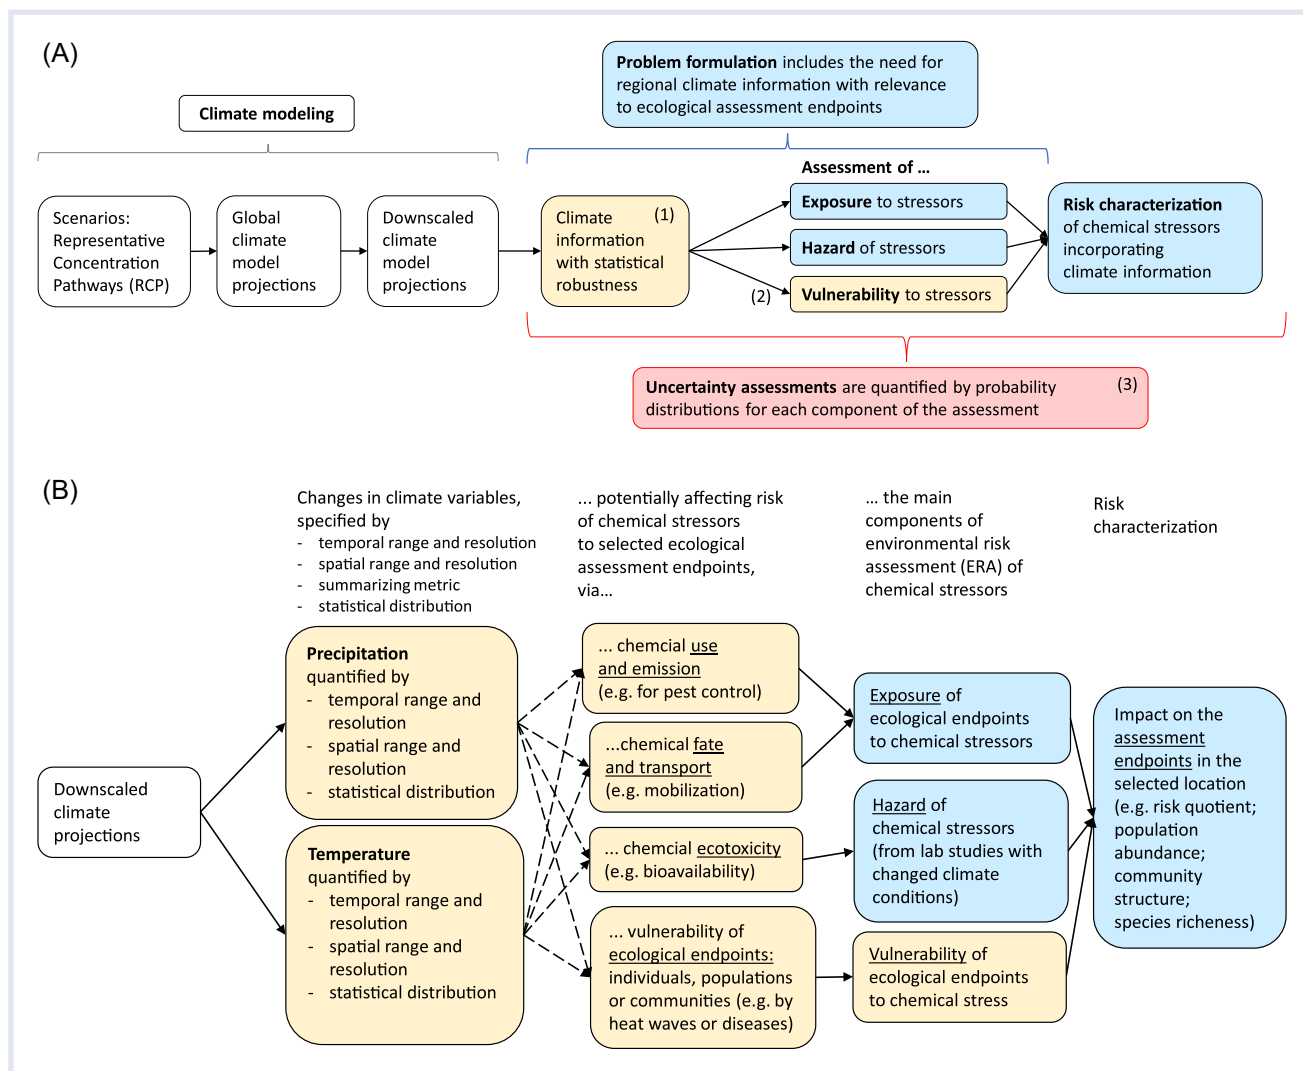 (A)
Climate modeling
Problem formulation includes the need for
regional climate information with relevance
to ecological assessment endpoints
Scenarios:
Representative
Concentration
Pathways (RCP)
Global
climate
model
projections
Downscaled
climate
model
projections
Climate (1)
information
with statistical
robustness
Assessment of ...
Exposure to stressors
Hazard of stressors
(2)
Vulnerability to stressors
Risk characterization
of chemical stressors
incorporating
climate information
Uncertainty assessments are quantified by probability (3)
distributions for each component of the assessment
(B)
Changes in climate variables,
specified by
- temporal range and resolution
- spatial range and resolution
- summarizing metric
- statistical distribution
... potentially affecting risk
of chemical stressors
to selected ecological
assessment endpoints,
via...
... the main
components of
environmental risk
assessment (ERA) of
chemical stressors
Risk
characterization
Downscaled
climate
projections
Precipitation
quantified by
- temporal range and
resolution
- spatial range and
resolution
- statistical distribution
Temperature
quantified by
- temporal range and
resolution
- spatial range and
resolution
- statistical distribution
... chemcial use
and emission
(e.g. for pest control)
...chemical fate
and transport
(e.g. mobilization)
... chemcial ecotoxicity
(e.g. bioavailability)
... vulnerability of
ecological endpoints:
individuals, populations
or communities (e.g. by
heat waves or diseases)
Exposure of
ecological endpoints
to chemical stressors
Hazard of
chemical stressors
(from lab studies with
changed climate
conditions)
Vulnerability of
ecological endpoints
to chemical stress
Impact on the
assessment
endpoints in the
selected location
(e.g. risk quotient;
population
abundance;
community
structure;
species richeness)